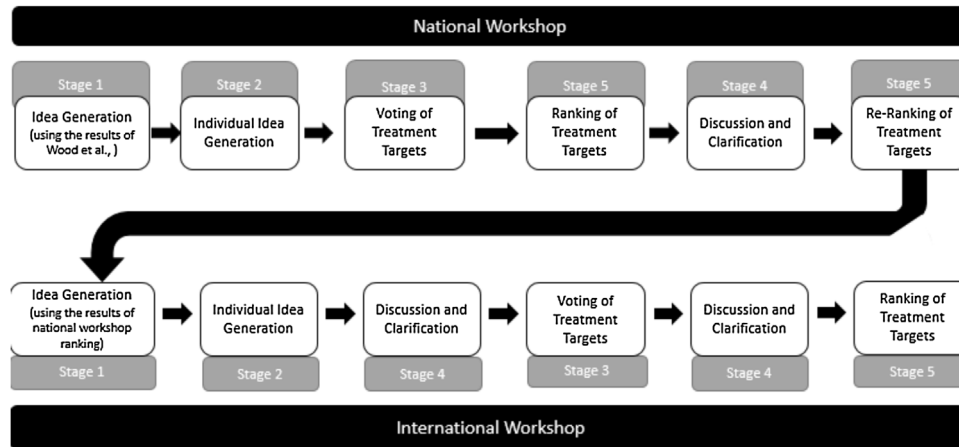 National Workshop
Stage 1
Idea Generation
(using the results of
Wood et al., )
Stage 2
Individual Idea
Generation
Stage 3
Voting of
Treatment
Targets
Stage 5
Ranking of
Treatment
Targets
Stage 4
Discussion and
Clarification
Stage 5
Re-Ranking of
Treatment
Targets
Idea Generation
(using the results of
national workshop
ranking)
Stage 1
Individual Idea
Generation
Stage 2
Discussion and
Clarification
Stage 4
Voting of
Treatment
Targets
Stage 3
Discussion and
Clarification
Stage 4
Ranking of
Treatment
Targets
Stage 5
International Workshop